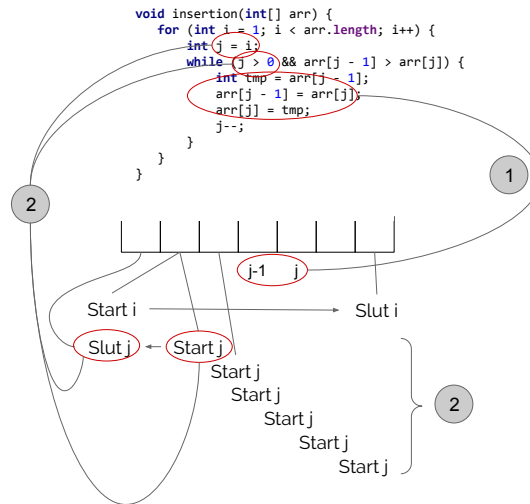 void insertion(int[] arr) {
for (int i = 1; i < arr.length; i++) {
int j = i;
while (j > 0 && arr[j - 1] > arr[j]) {
int tmp = arr[j - 1];
arr[j - 1] = arr[j];
arr[j] = tmp;
j--;
}
}
}
1
2
j-1 j
Start i Slut i
Slut j Start j
Start j
Start j
Start j
Start j
Start j
2